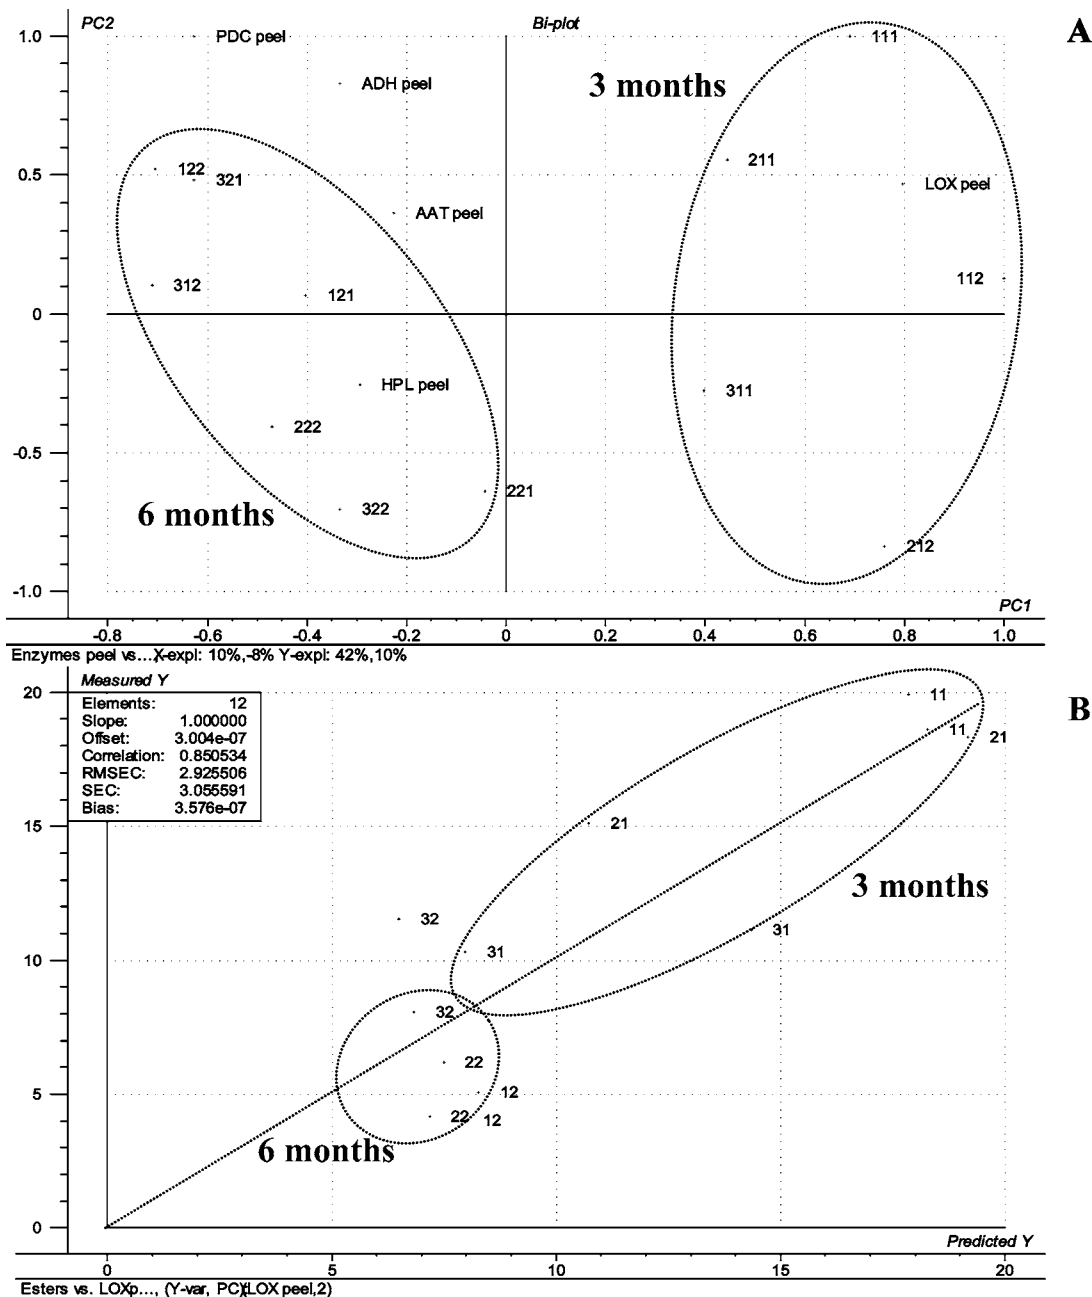 PC2 Bi-plot A
1.0 PDC peel 111
ADH peel
3 months
0.5 122 321 211 LOX peel
AAT peel
312 121 112
0
HPL peel 311
222
-0.5
221
6 months 322
212
-1.0
PC1
-0.8 -0.6 -0.4 -0.2 0 0.2 0.4 0.6 0.8 1.0
Enzymes peel vs...,X-expl: 10%,-8% Y-expl: 42%,10%
Measured Y B
20
Elements: 12
Slope: 1.000000
Offset: 3.004e-07
Correlation: 0.850534
RMSEC: 2.925506
SEC: 3.055591
Bias: 3.576e-07
11
11 21
15 21
3 months
32
31 31
10
32
22
12
5 22 12
6 months
0
Predicted Y
0 5 10 15 20
Esters vs. LOXp..., (Y-var, PC):(LOX peel,2)